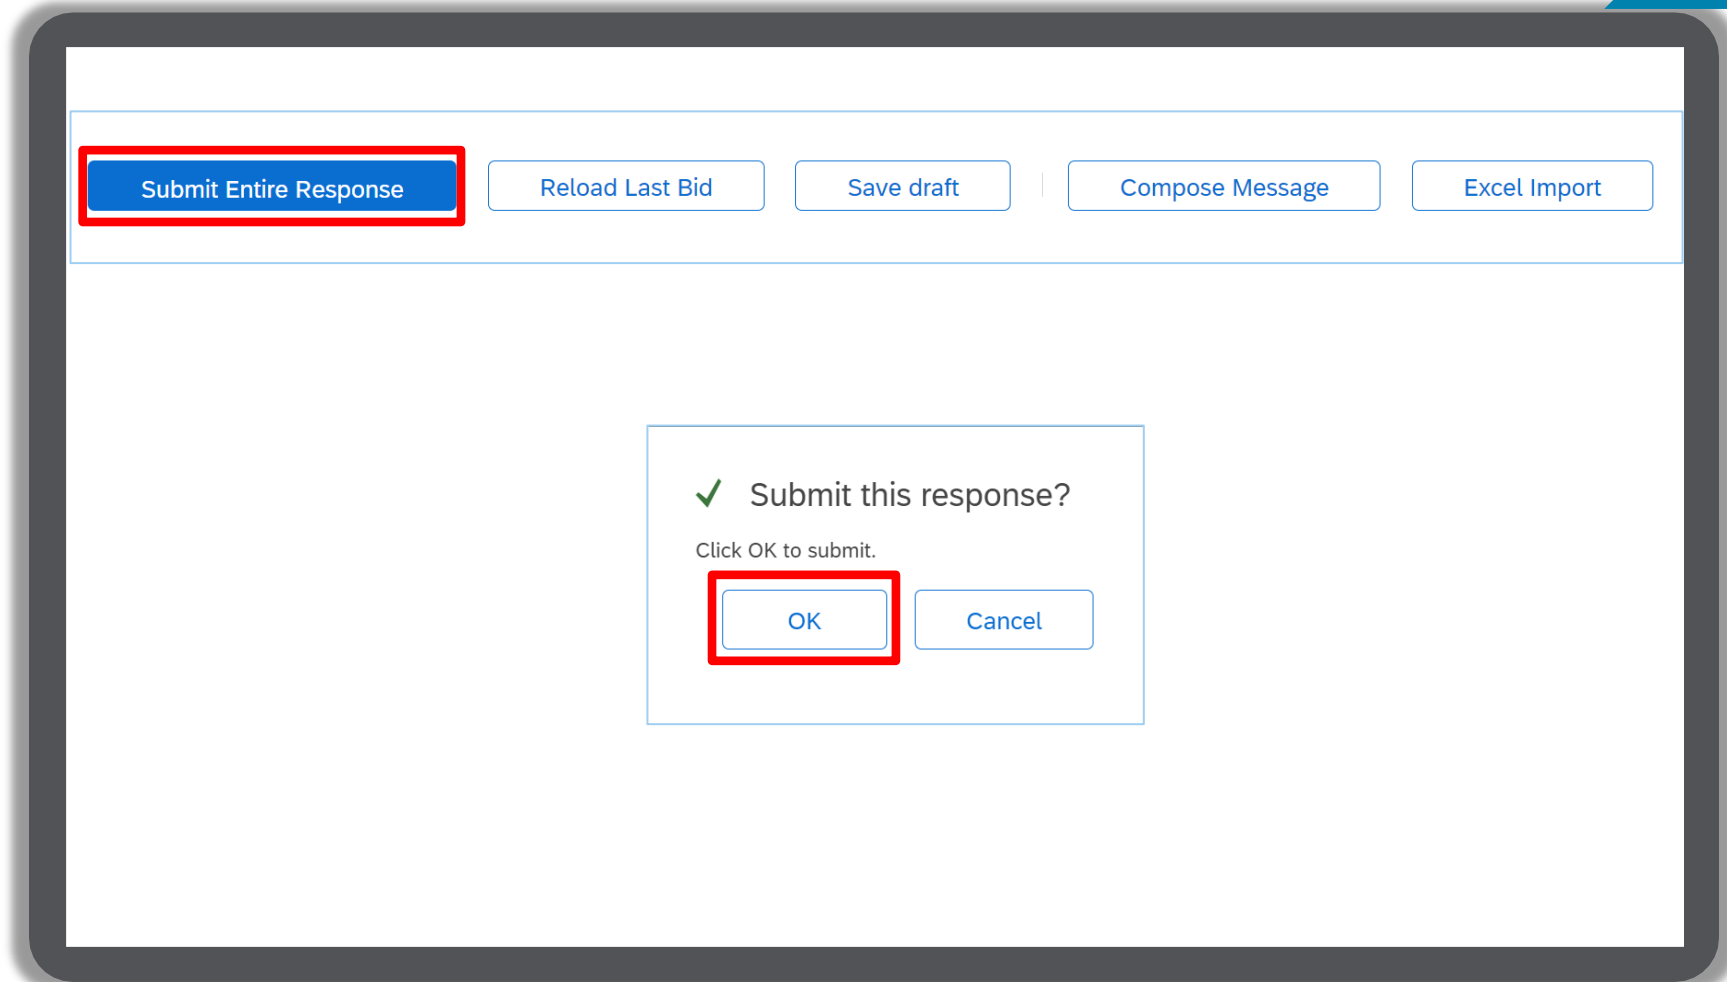 Submit Entire Response Reload Last Bid Save draft Compose Message Excel Import
Submit this response?
Click OK to submit.
OK Cancel